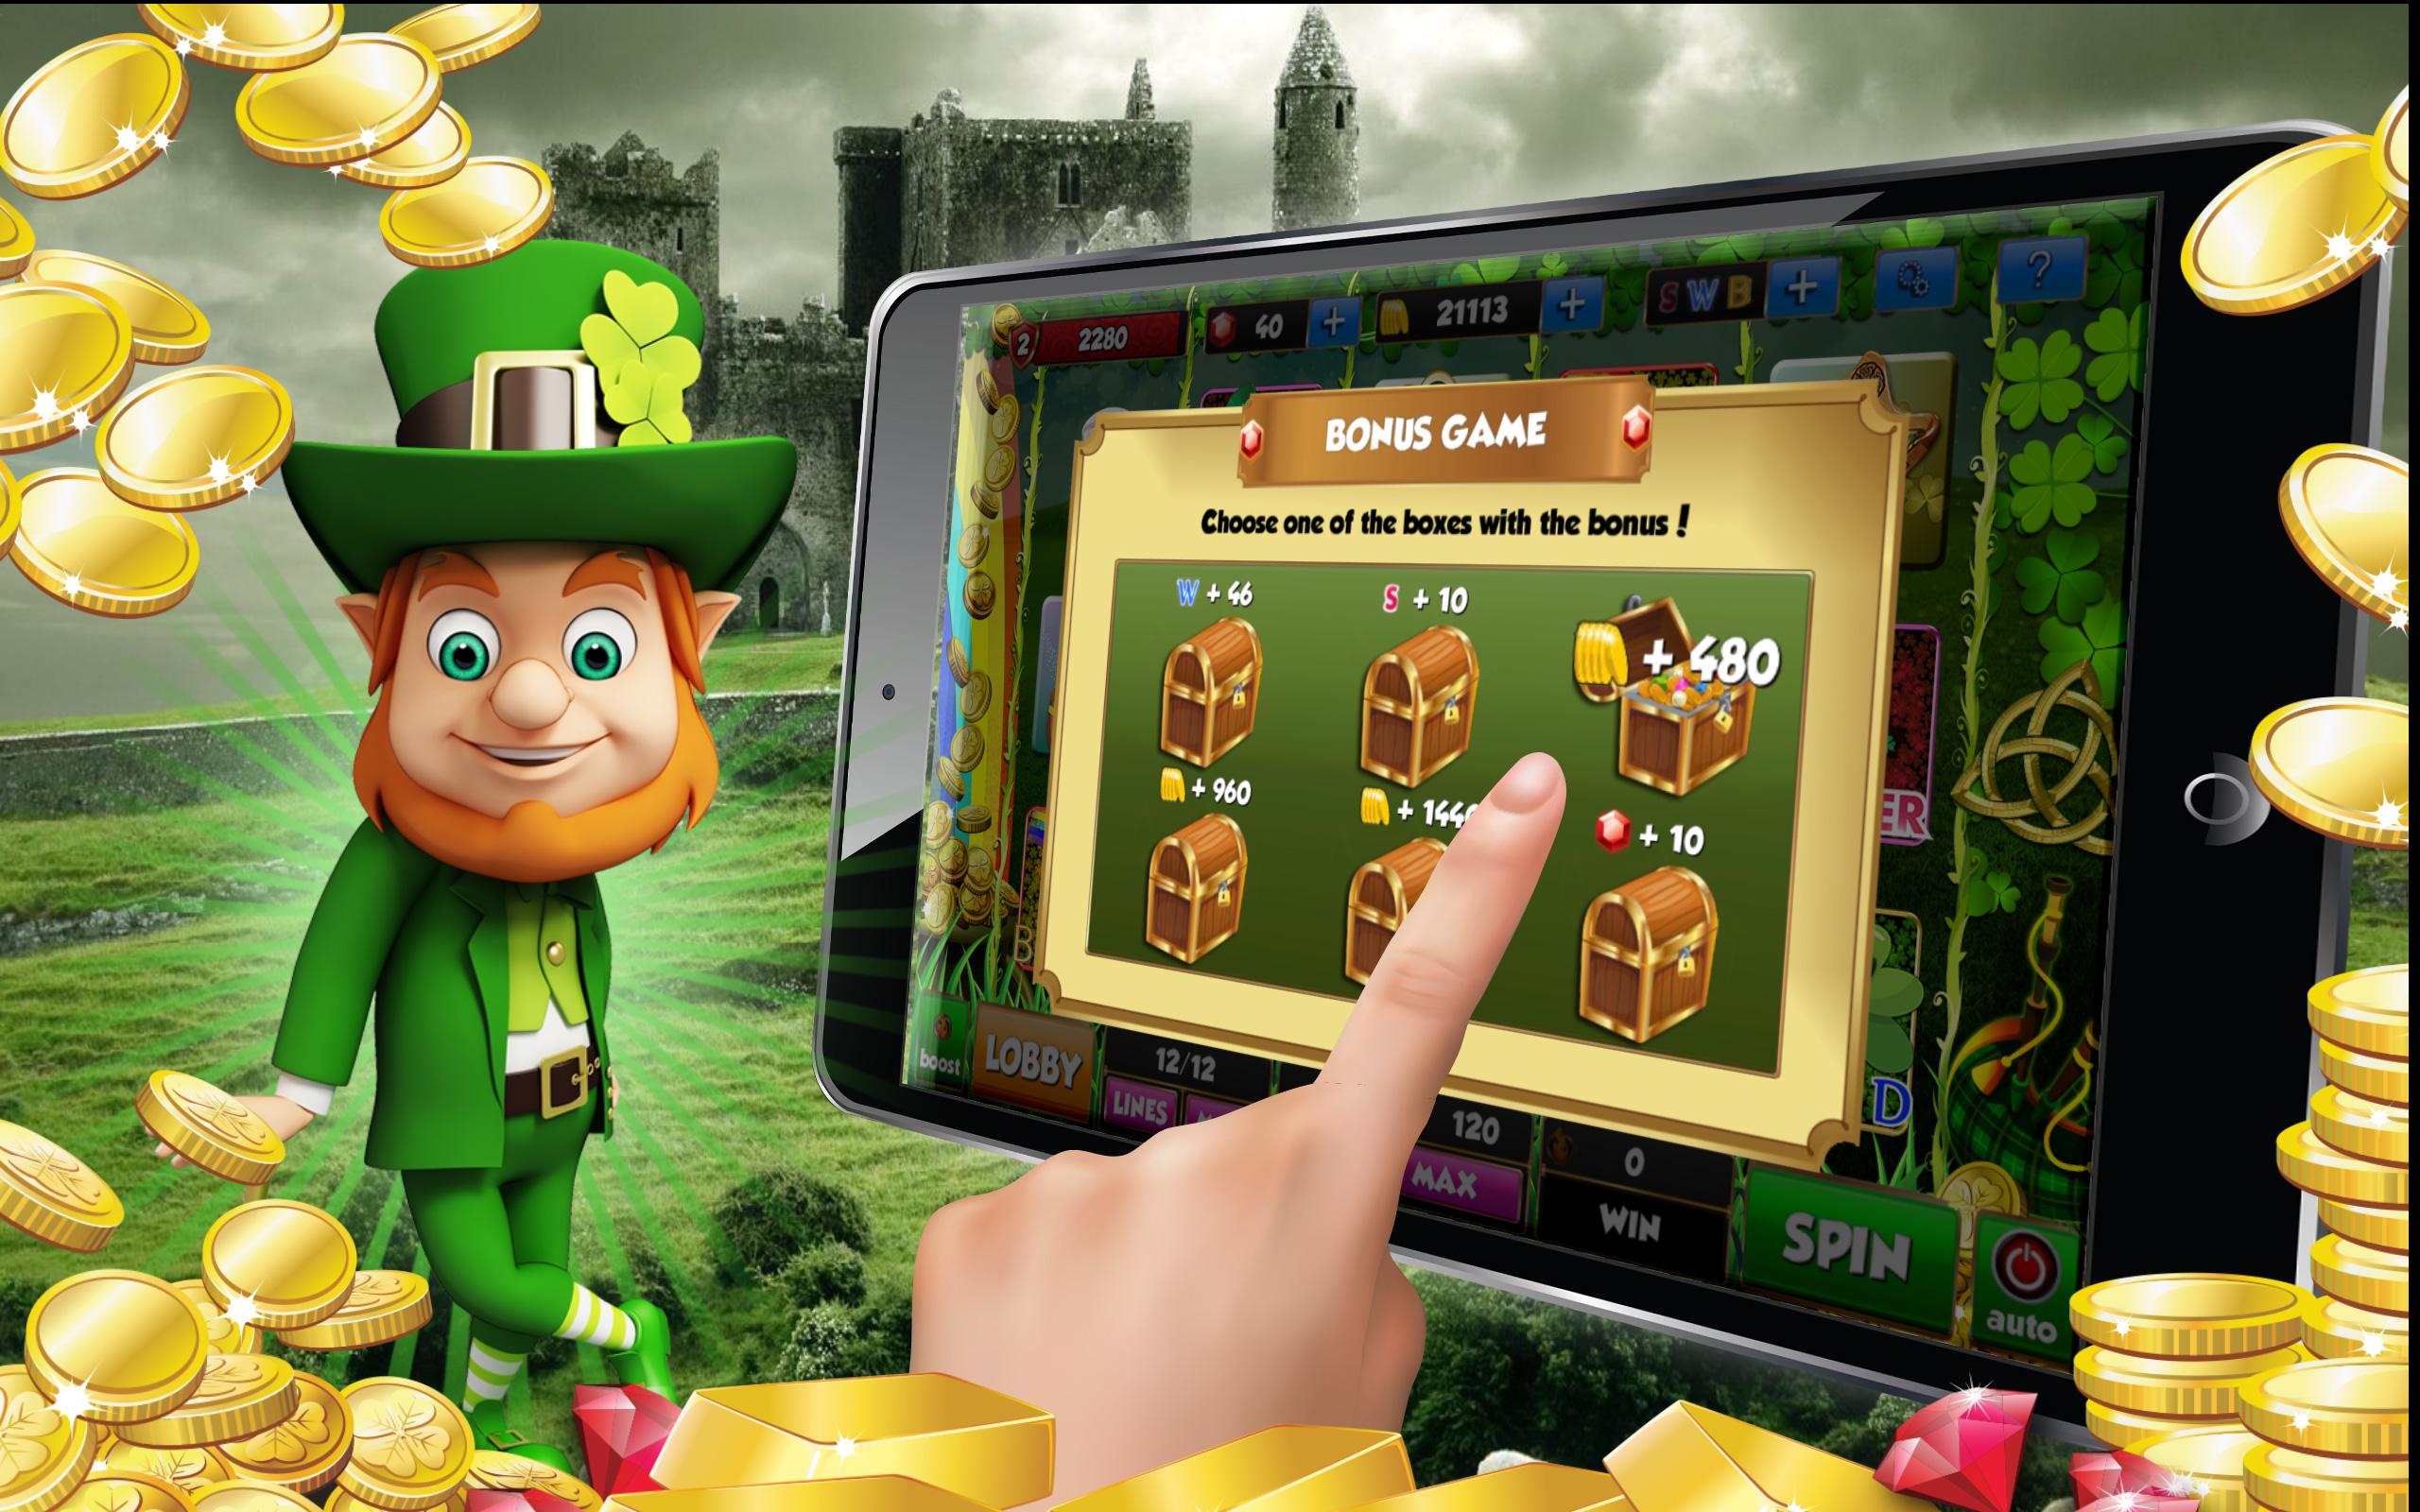 2 2280 40 + 21113 + S W B + ?
BONUS GAME
Choose one of the boxes with the bonus !
W + 46
S + 10
+ 480
+ 960
+ 144
+ 10
ER
B
D
boost
LOBBY
12/12
LINES
120
MAX
0
WIN
SPIN
auto